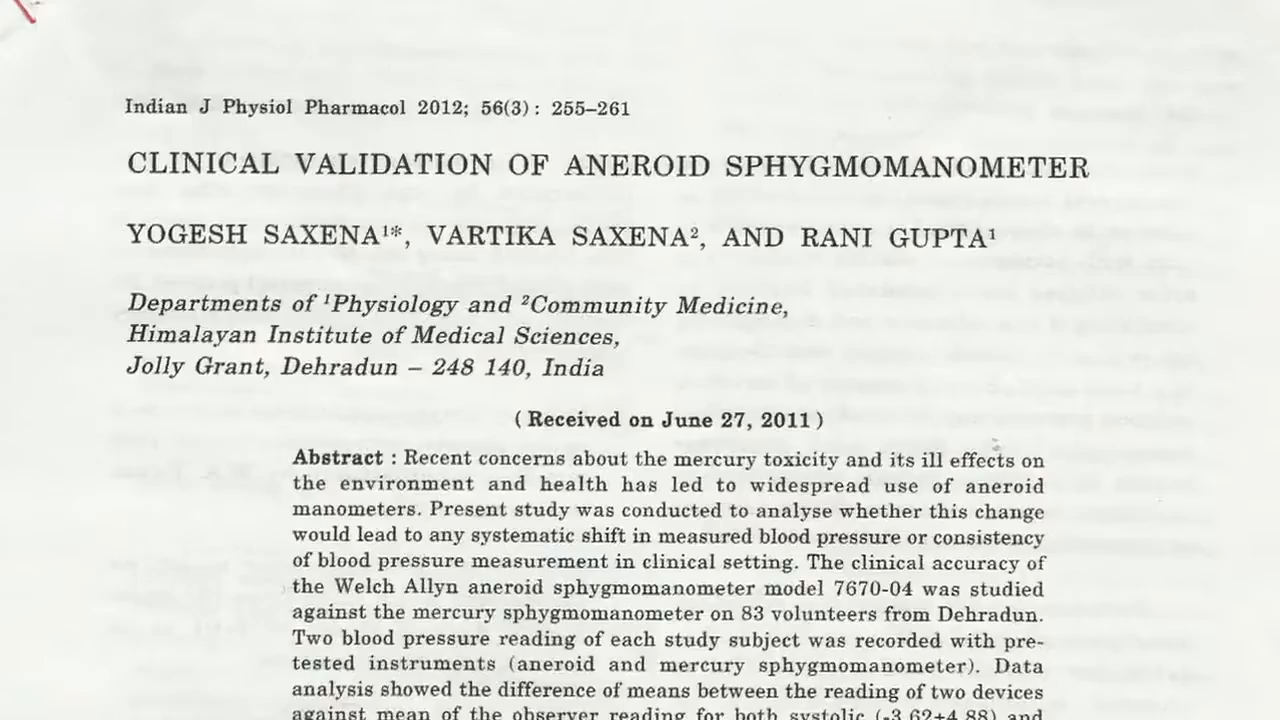 Indian J Physiol Pharmacol 2012; 56(3) : 255–261
CLINICAL VALIDATION OF ANEROID SPHYGMOMANOMETER
YOGESH SAXENA¹*, VARTIKA SAXENA², AND RANI GUPTA¹
Departments of ¹Physiology and ²Community Medicine,
Himalayan Institute of Medical Sciences,
Jolly Grant, Dehradun – 248 140, India
( Received on June 27, 2011 )
Abstract : Recent concerns about the mercury toxicity and its ill effects on
the environment and health has led to widespread use of aneroid
manometers. Present study was conducted to analyse whether this change
would lead to any systematic shift in measured blood pressure or consistency
of blood pressure measurement in clinical setting. The clinical accuracy of
the Welch Allyn aneroid sphygmomanometer model 7670-04 was studied
against the mercury sphygmomanometer on 83 volunteers from Dehradun.
Two blood pressure reading of each study subject was recorded with pre-
tested instruments (aneroid and mercury sphygmomanometer). Data
analysis showed the difference of means between the reading of two devices
against mean of the observer reading for both systolic (-3.62±4.88) and